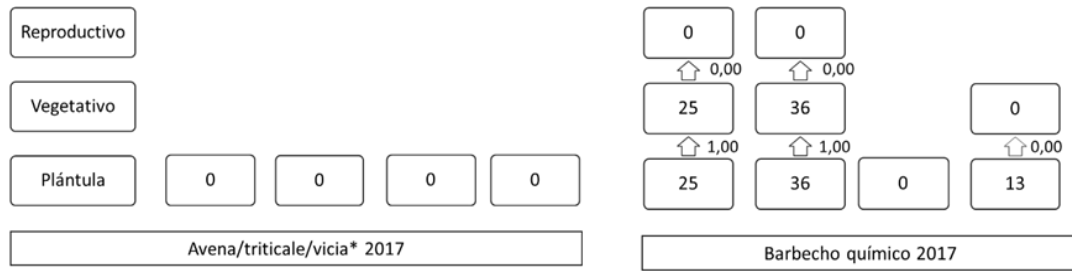 Reproductivo 0 0
0,00 0,00
Vegetativo 25 36 0
1,00 1,00 0,00
Plántula 0 0 0 0 25 36 0 13
Avena/triticale/vicia* 2017 Barbecho químico 2017